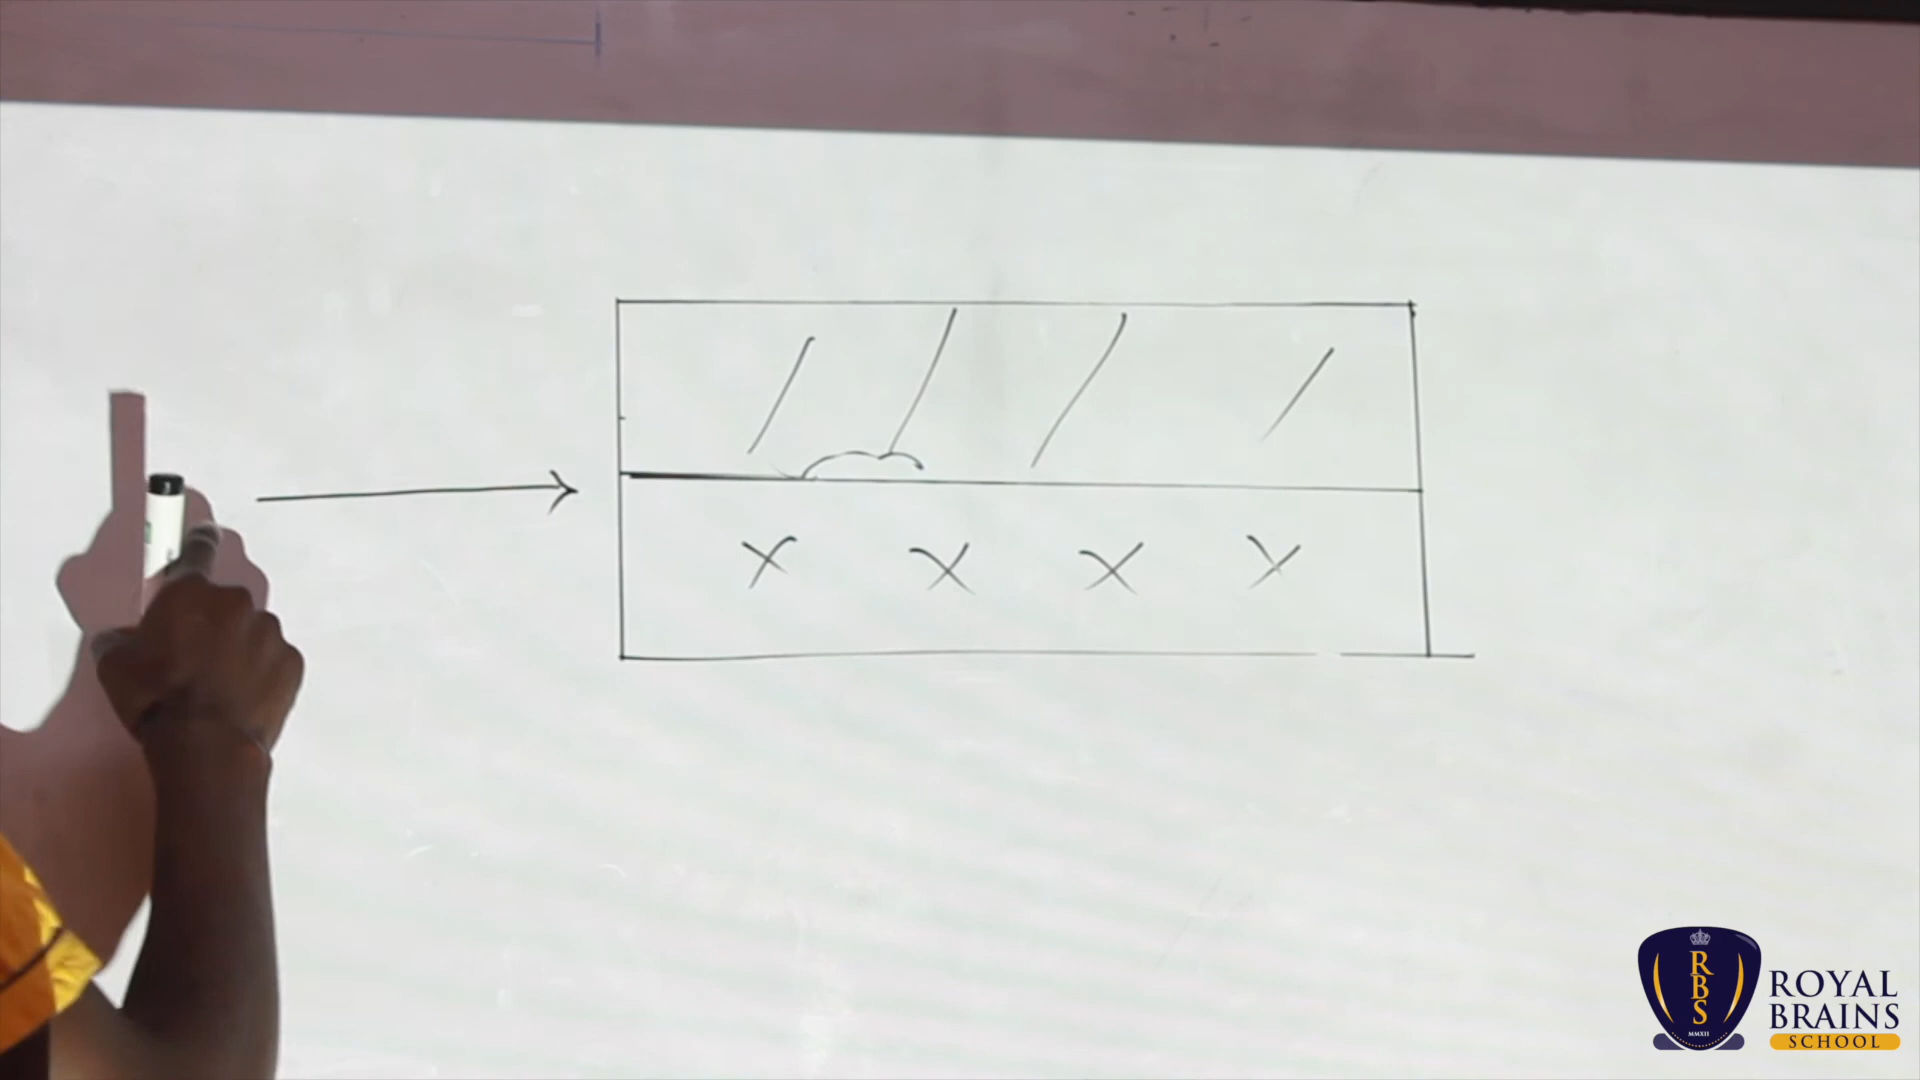 X X X X
RBS
MMXII
ROYAL
BRAINS
SCHOOL